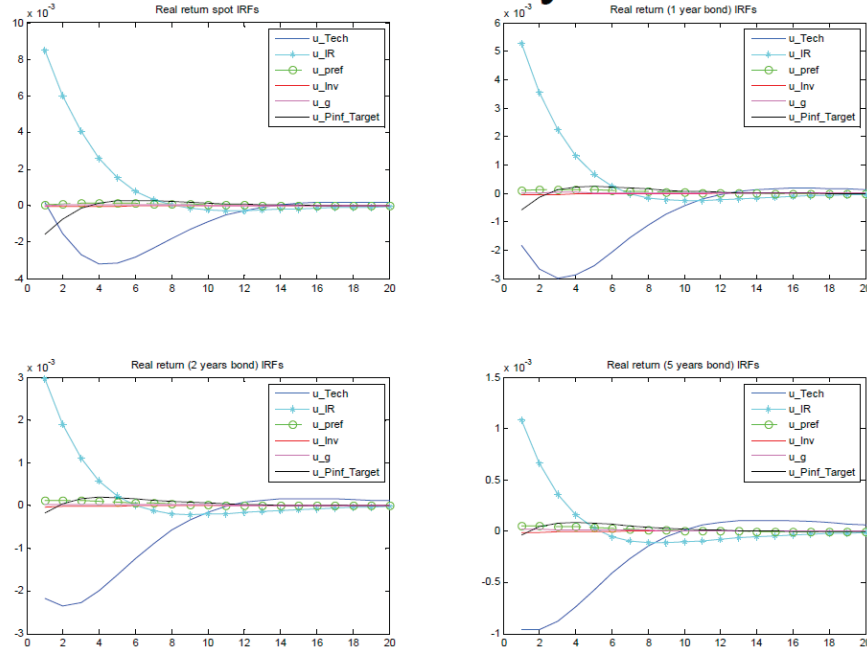 y
Real return spot IRFs
x 10^-3
10
8
6
4
2
0
-2
-4
0 2 4 6 8 10 12 14 16 18 20
u_Tech
u_IR
u_pref
u_Inv
u_g
u_Pinf_Target
Real return (1 year bond) IRFs
x 10^-3
6
5
4
3
2
1
0
-1
-2
-3
0 2 4 6 8 10 12 14 16 18 20
u_Tech
u_IR
u_pref
u_Inv
u_g
u_Pinf_Target
Real return (2 years bond) IRFs
x 10^-3
3
2
1
0
-1
-2
-3
0 2 4 6 8 10 12 14 16 18 20
u_Tech
u_IR
u_pref
u_Inv
u_g
u_Pinf_Target
Real return (5 years bond) IRFs
x 10^-3
1.5
1
0.5
0
-0.5
-1
0 2 4 6 8 10 12 14 16 18 20
u_Tech
u_IR
u_pref
u_Inv
u_g
u_Pinf_Target